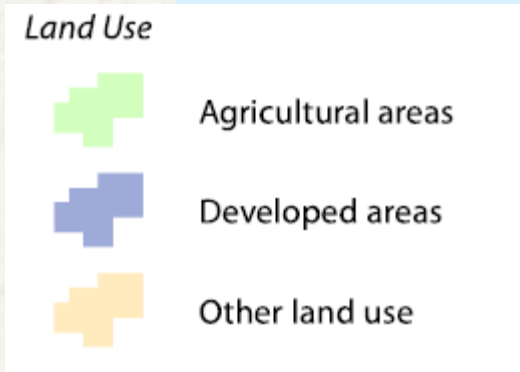 Land Use
Agricultural areas
Developed areas
Other land use